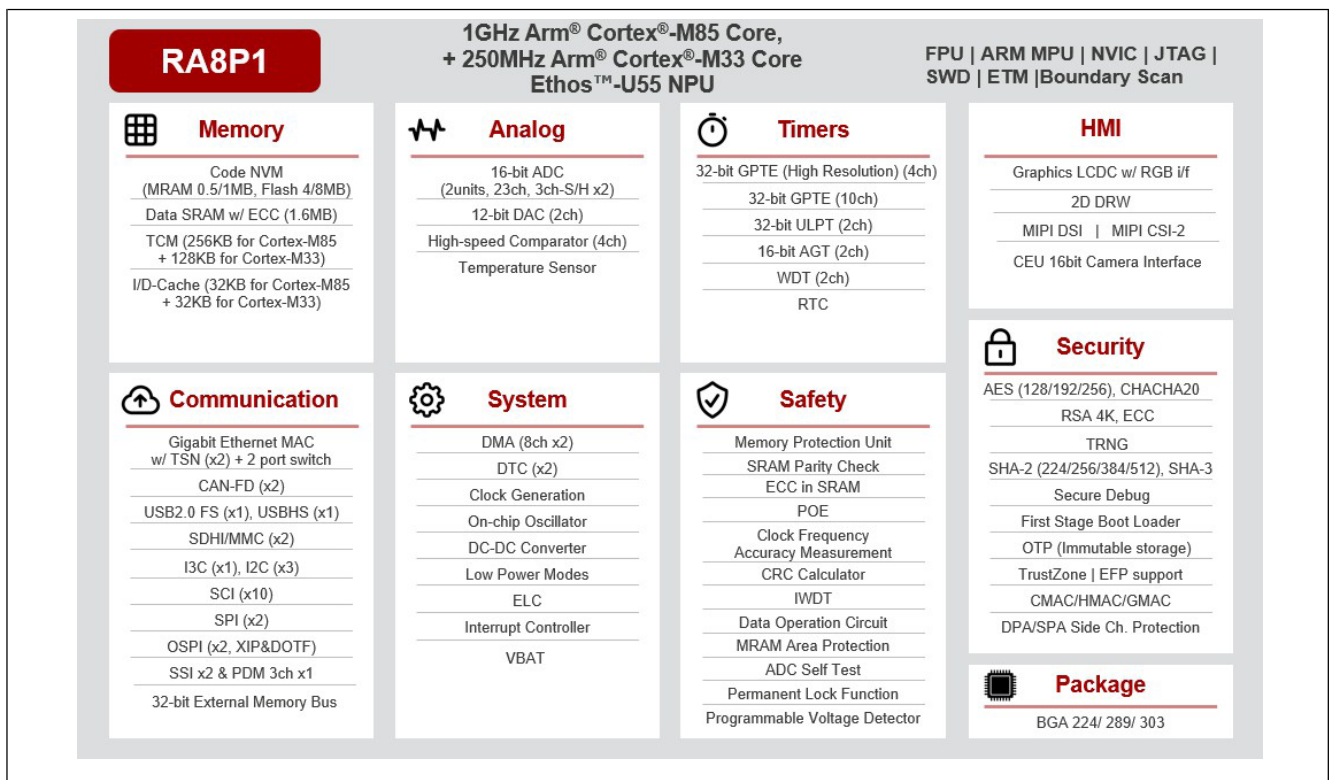 RA8P1
1GHz Arm® Cortex®-M85 Core,
+ 250MHz Arm® Cortex®-M33 Core
Ethos™-U55 NPU
FPU | ARM MPU | NVIC | JTAG |
SWD | ETM |Boundary Scan
Memory
Code NVM
(MRAM 0.5/1MB, Flash 4/8MB)
Data SRAM w/ ECC (1.6MB)
TCM (256KB for Cortex-M85
+ 128KB for Cortex-M33)
I/D-Cache (32KB for Cortex-M85
+ 32KB for Cortex-M33)
Analog
16-bit ADC
(2units, 23ch, 3ch-S/H x2)
12-bit DAC (2ch)
High-speed Comparator (4ch)
Temperature Sensor
Timers
32-bit GPTE (High Resolution) (4ch)
32-bit GPTE (10ch)
32-bit ULPT (2ch)
16-bit AGT (2ch)
WDT (2ch)
RTC
HMI
Graphics LCDC w/ RGB i/f
2D DRW
MIPI DSI | MIPI CSI-2
CEU 16bit Camera Interface
Communication
Gigabit Ethernet MAC
w/ TSN (x2) + 2 port switch
CAN-FD (x2)
USB2.0 FS (x1), USBHS (x1)
SDHI/MMC (x2)
I3C (x1), I2C (x3)
SCI (x10)
SPI (x2)
OSPI (x2, XIP&DOTF)
SSI x2 & PDM 3ch x1
32-bit External Memory Bus
System
DMA (8ch x2)
DTC (x2)
Clock Generation
On-chip Oscillator
DC-DC Converter
Low Power Modes
ELC
Interrupt Controller
VBAT
Safety
Memory Protection Unit
SRAM Parity Check
ECC in SRAM
POE
Clock Frequency
Accuracy Measurement
CRC Calculator
IWDT
Data Operation Circuit
MRAM Area Protection
ADC Self Test
Permanent Lock Function
Programmable Voltage Detector
Security
AES (128/192/256), CHACHA20
RSA 4K, ECC
TRNG
SHA-2 (224/256/384/512), SHA-3
Secure Debug
First Stage Boot Loader
OTP (Immutable storage)
TrustZone | EFP support
CMAC/HMAC/GMAC
DPA/SPA Side Ch. Protection
Package
BGA 224/ 289/ 303